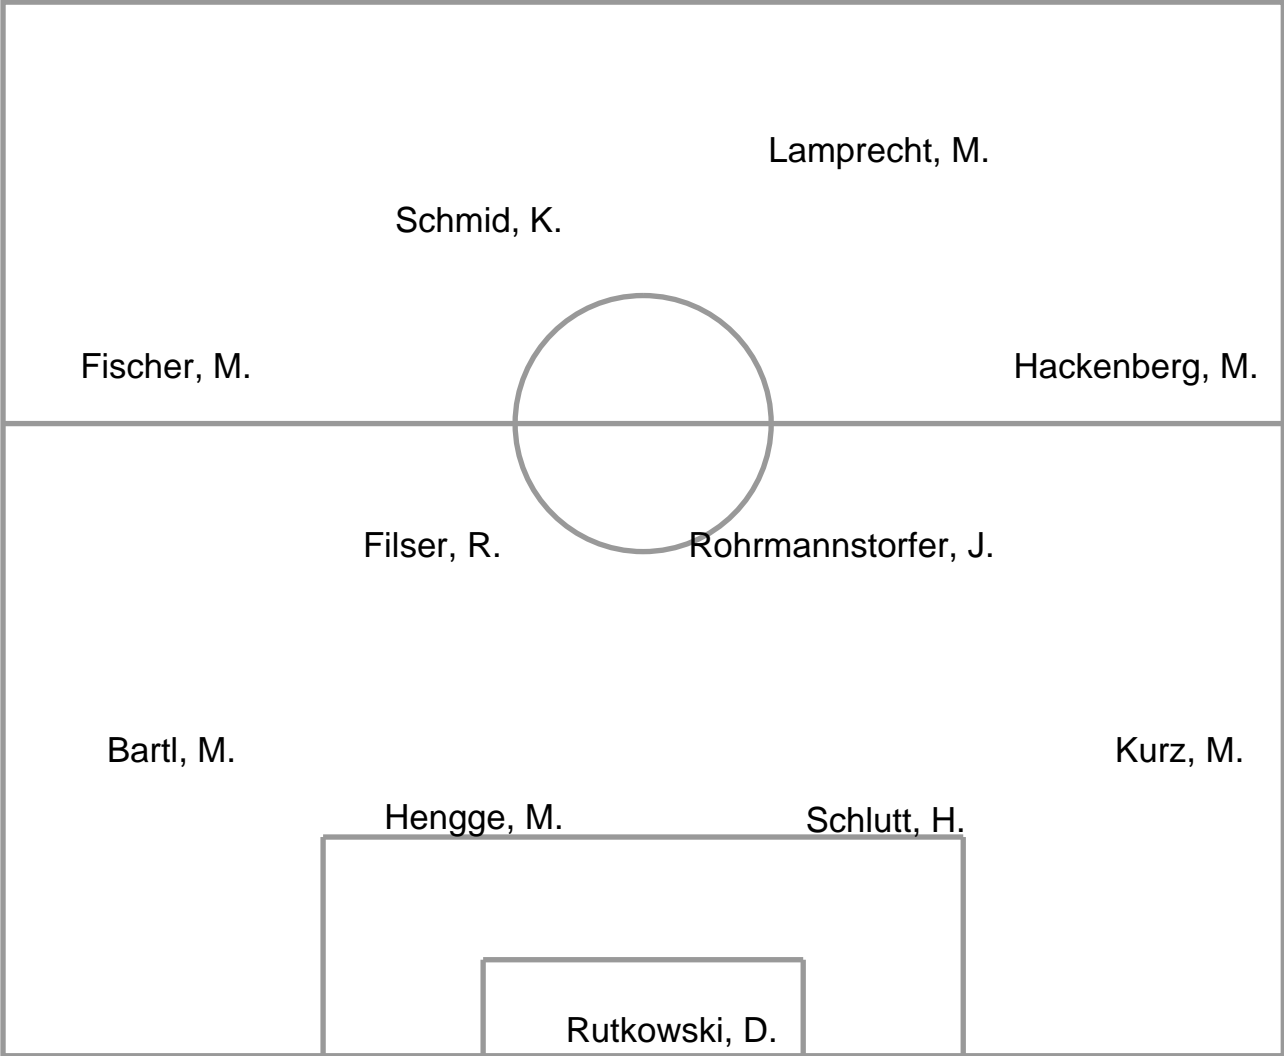 Lamprecht, M.
Schmid, K.
Fischer, M.
Hackenberg, M.
Filser, R.
Rohrmannstorfer, J.
Bartl, M.
Kurz, M.
Hengge, M.
Schlutt, H.
Rutkowski, D.